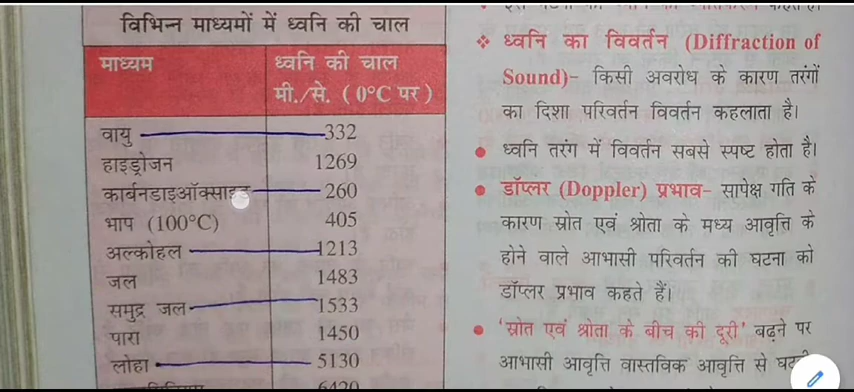 विभिन्न माध्यमों में ध्वनि की चाल
माध्यम ध्वनि की चाल
मी./से. (0°C पर)
वायु 332
हाइड्रोजन 1269
कार्बनडाइऑक्साइड 260
भाप (100°C) 405
अल्कोहल 1213
जल 1483
समुद्र जल 1533
पारा 1450
लोहा 5130
6420
❖ ध्वनि का विवर्तन (Diffraction of
Sound)– किसी अवरोध के कारण तरंगों
का दिशा परिवर्तन विवर्तन कहलाता है।
● ध्वनि तरंग में विवर्तन सबसे स्पष्ट होता है।
● डॉप्लर (Doppler) प्रभाव– सापेक्ष गति के
कारण स्रोत एवं श्रोता के मध्य आवृत्ति के
होने वाले आभासी परिवर्तन की घटना को
डॉप्लर प्रभाव कहते हैं।
● 'स्रोत एवं श्रोता के बीच की दूरी' बढ़ने पर
आभासी आवृत्ति वास्तविक आवृत्ति से